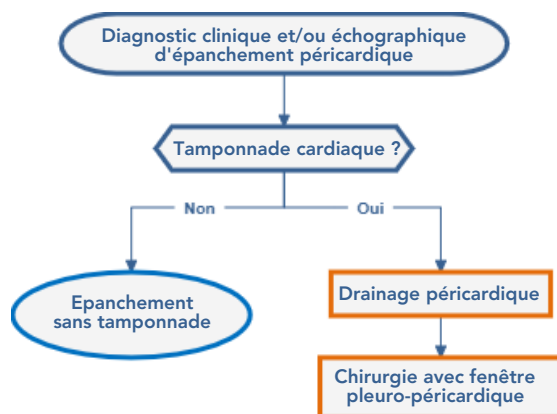 Diagnostic clinique et/ou échographique
d'épanchement péricardique
Tamponnade cardiaque ?
Non
Oui
Epanchement
sans tamponnade
Drainage péricardique
Chirurgie avec fenêtre
pleuro-péricardique